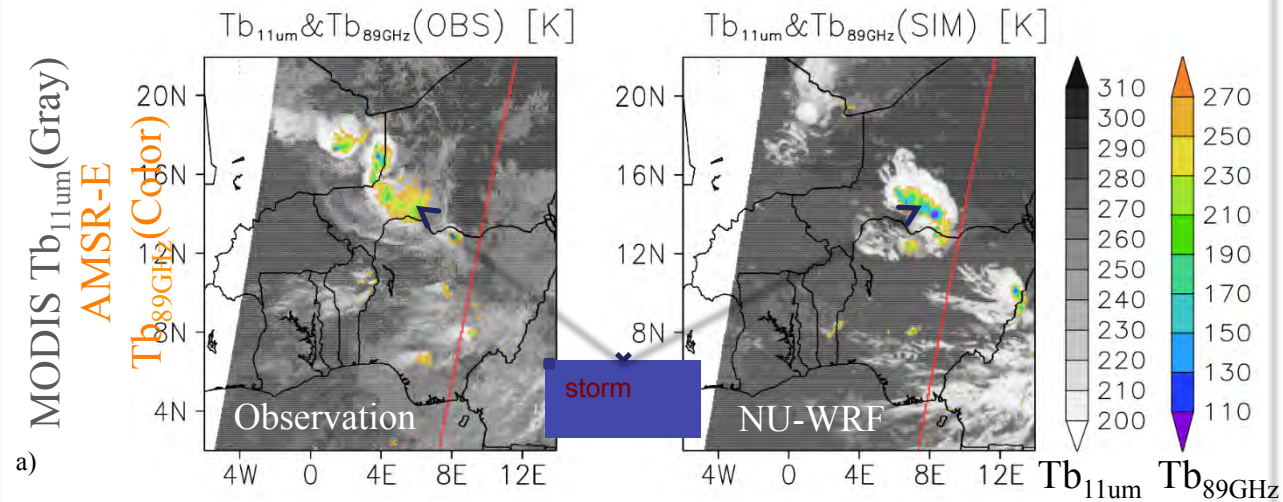 Tb11um&Tb89GHz(OBS) [K]
Tb11um&Tb89GHz(SIM) [K]
MODIS Tb11um(Gray)
AMSR-E
Tb89GHz(Color)
20N
16N
12N
8N
4N
4W 0 4E 8E 12E
Observation
storm
20N
16N
12N
8N
4N
4W 0 4E 8E 12E
NU-WRF
310
300
290
280
270
260
250
240
230
220
210
200
Tb11um
270
250
230
210
190
170
150
130
110
Tb89GHz
a)